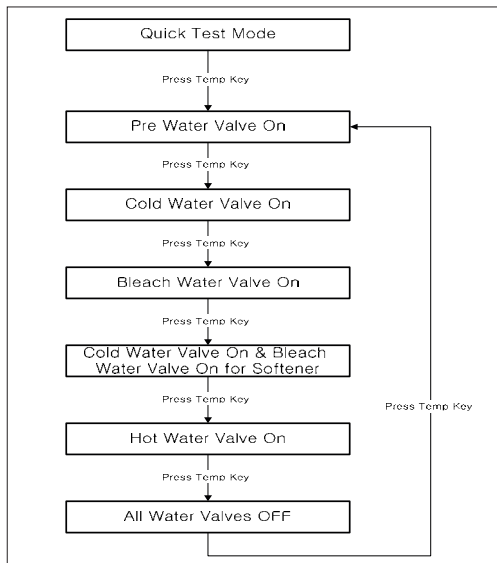 Quick Test Mode
Press Temp Key
Pre Water Valve On
Press Temp Key
Cold Water Valve On
Press Temp Key
Bleach Water Valve On
Press Temp Key
Cold Water Valve On & Bleach
Water Valve On for Softener
Press Temp Key
Press Temp Key
Hot Water Valve On
Press Temp Key
All Water Valves OFF